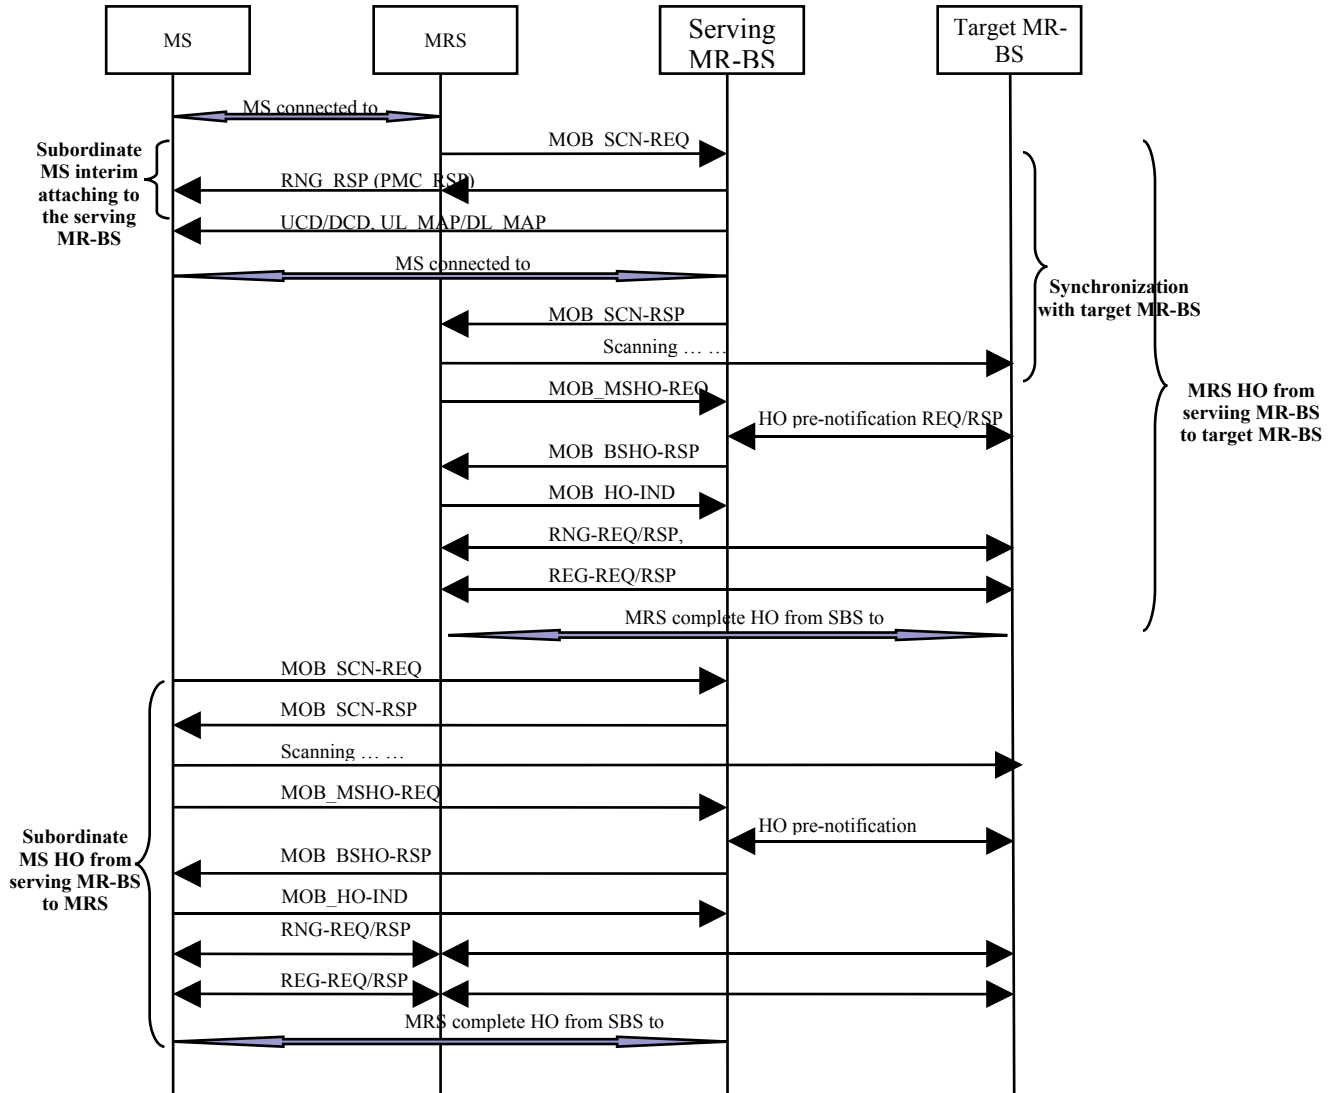 MS
MRS
Serving
MR-BS
Target MR-
BS
MS connected to
MOB_SCN-REQ
Subordinate
MS interim
attaching to
the serving
MR-BS
RNG_RSP (PMC_RSP)
UCD/DCD, UL_MAP/DL_MAP
MS connected to
Synchronization
with target MR-BS
MOB_SCN-RSP
Scanning … …
MOB_MSHO-REQ
MRS HO from
serviing MR-BS
to target MR-BS
HO pre-notification REQ/RSP
MOB_BSHO-RSP
MOB_HO-IND
RNG-REQ/RSP,
REG-REQ/RSP
MRS complete HO from SBS to
MOB_SCN-REQ
MOB_SCN-RSP
Scanning … …
MOB_MSHO-REQ
HO pre-notification
Subordinate
MS HO from
serving MR-BS
to MRS
MOB_BSHO-RSP
MOB_HO-IND
RNG-REQ/RSP
REG-REQ/RSP
MRS complete HO from SBS to